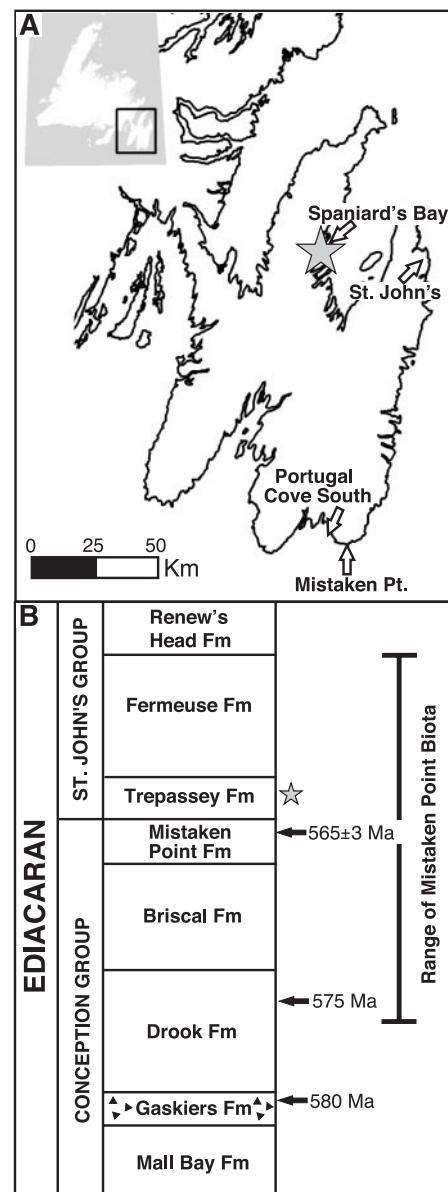 A
Spaniard's Bay
St. John's
Portugal
Cove South
0 25 50
Km
Mistaken Pt.
B
EDIACARAN
ST. JOHN'S GROUP
CONCEPTION GROUP
Renew's
Head Fm
Fermeuse Fm
Trepassey Fm
Mistaken
Point Fm
565±3 Ma
Briscal Fm
575 Ma
Drook Fm
580 Ma
Gaskiers Fm
Mall Bay Fm
Range of Mistaken Point Biota